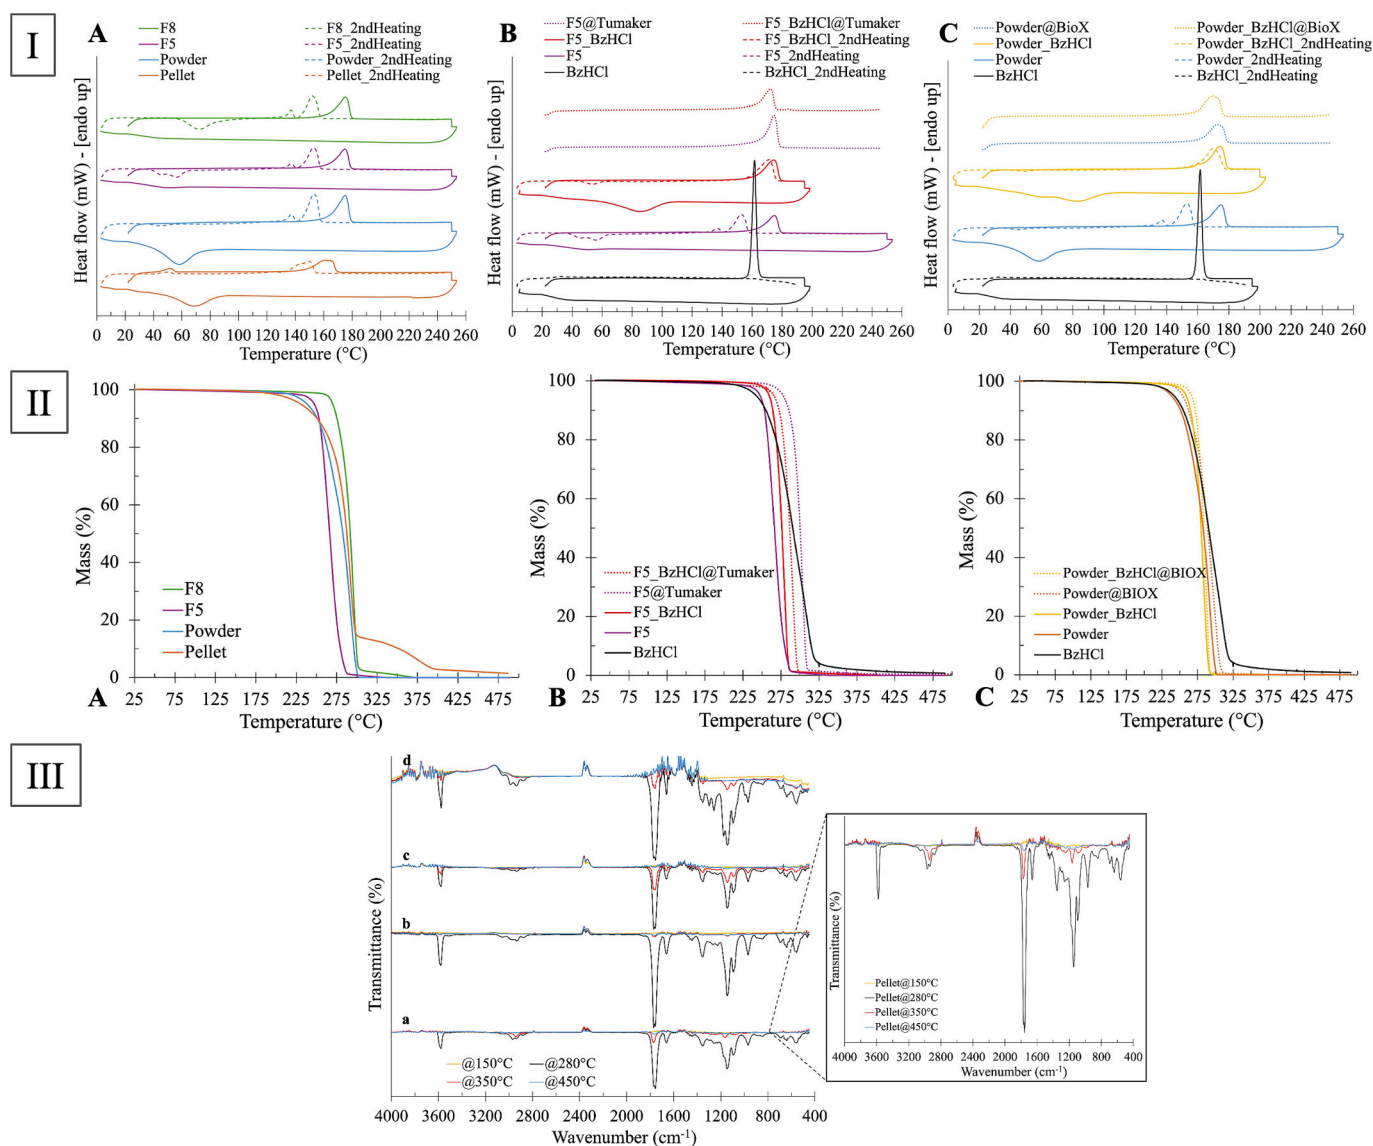 I
A
F8
F5
Powder
Pellet
F8_2ndHeating
F5_2ndHeating
Powder_2ndHeating
Pellet_2ndHeating
Heat flow (mW) - [endo up]
0 20 40 60 80 100 120 140 160 180 200 220 240 260
Temperature (°C)
B
F5@Tumaker
F5_BzHCl
F5
BzHCl
F5_BzHCl@Tumaker
F5_BzHCl_2ndHeating
F5_2ndHeating
BzHCl_2ndHeating
Heat flow (mW) - [endo up]
0 20 40 60 80 100 120 140 160 180 200 220 240 260
Temperature (°C)
C
Powder@BioX
Powder_BzHCl
Powder
BzHCl
Powder_BzHCl@BioX
Powder_BzHCl_2ndHeating
Powder_2ndHeating
BzHCl_2ndHeating
Heat flow (mW) - [endo up]
0 20 40 60 80 100 120 140 160 180 200 220 240 260
Temperature (°C)
II
100
80
60
40
20
0
Mass (%)
F8
F5
Powder
Pellet
25 75 125 175 225 275 325 375 425 475
A
Temperature (°C)
100
80
60
40
20
0
Mass (%)
F5_BzHCl@Tumaker
F5@Tumaker
F5_BzHCl
F5
BzHCl
25 75 125 175 225 275 325 375 425 475
B
Temperature (°C)
100
80
60
40
20
0
Mass (%)
Powder_BzHCl@BIOX
Powder@BIOX
Powder_BzHCl
Powder
BzHCl
25 75 125 175 225 275 325 375 425 475
C
Temperature (°C)
III
d
c
b
a
Transmittance (%)
@150°C
@280°C
@350°C
@450°C
4000 3600 3200 2800 2400 2000 1600 1200 800 400
Wavenumber (cm-1)
Transmittance (%)
Pellet@150°C
Pellet@280°C
Pellet@350°C
Pellet@450°C
4000 3600 3200 2800 2400 2000 1600 1200 800 400
Wavenumber (cm-1)